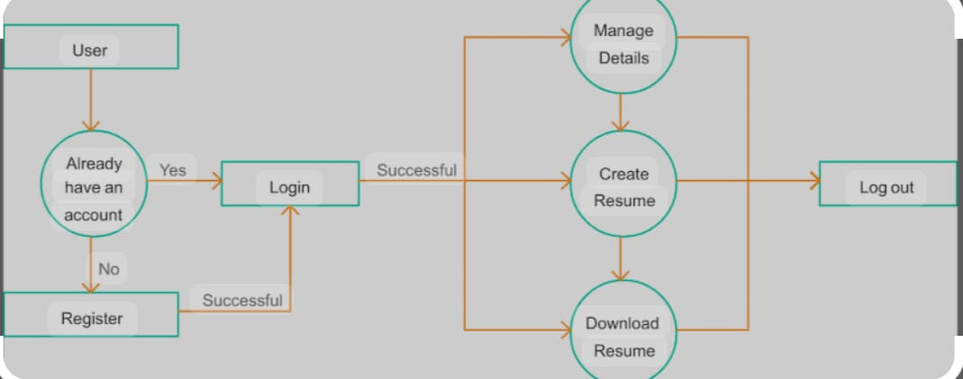 User
Already
have an
account
Yes
No
Register
Successful
Login
Successful
Manage
Details
Create
Resume
Download
Resume
Log out